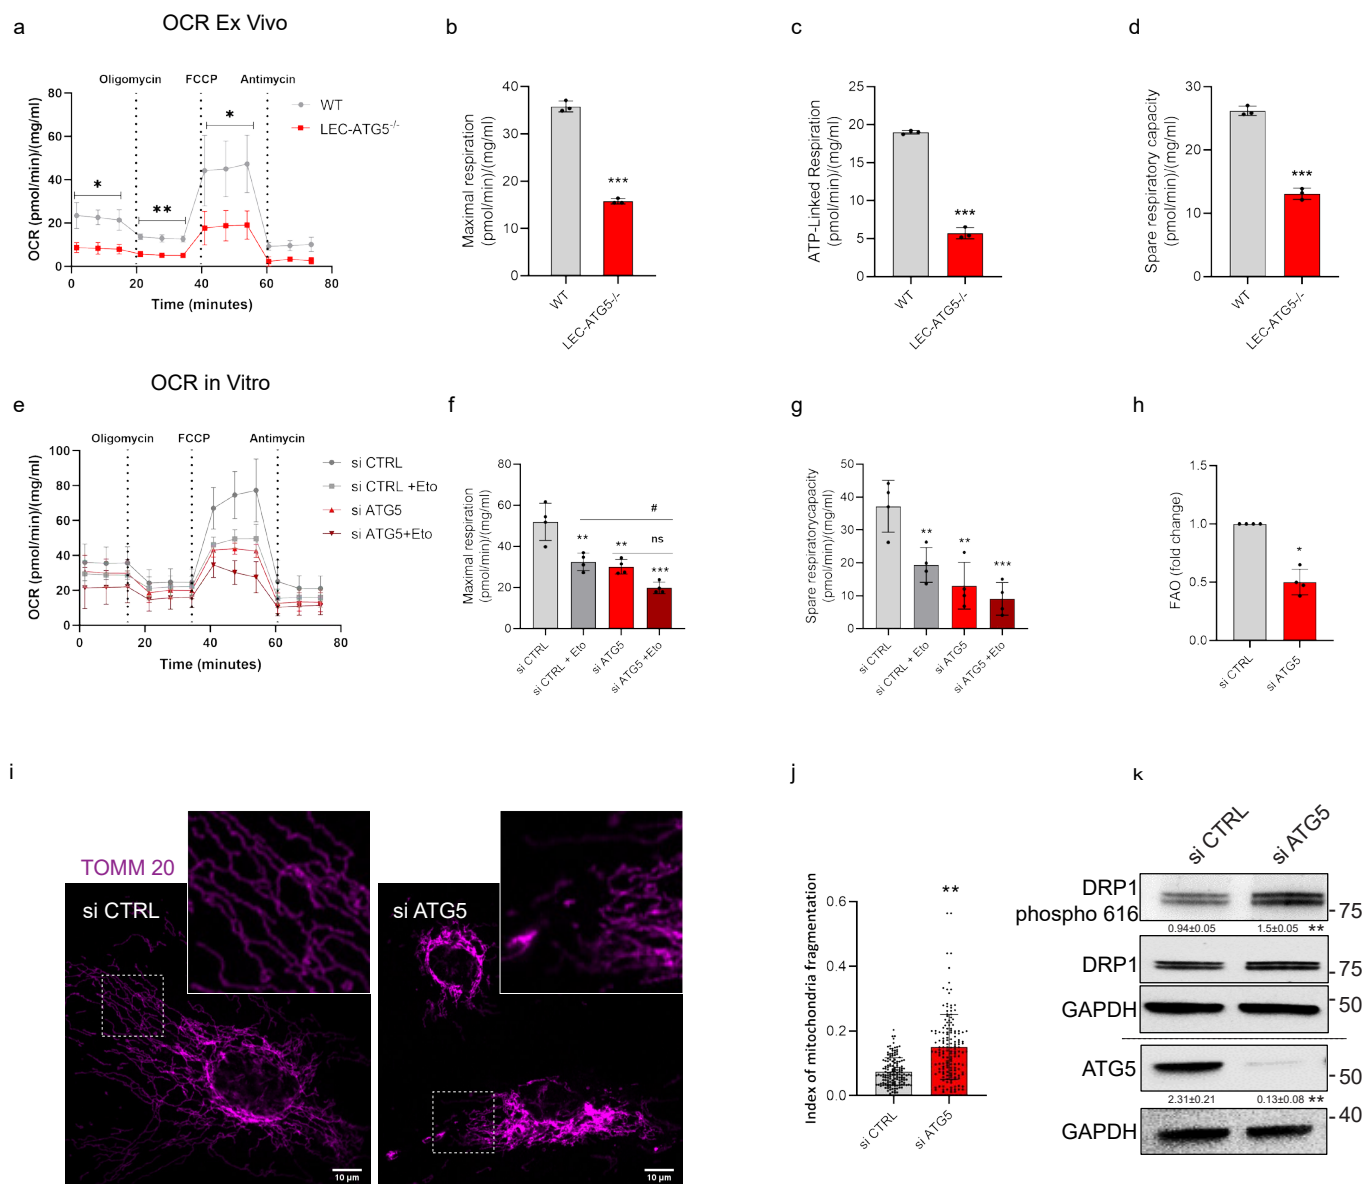 a
OCR Ex Vivo
Oligomycin
FCCP
Antimycin
OCR (pmol/min)/(mg/ml)
80
60
40
20
0
0
20
40
60
80
Time (minutes)
*
**
*
WT
LEC-ATG5-/-
b
Maximal respiration
(pmol/min)/(mg/ml)
40
30
20
10
0
***
WT
LEC-ATG5-/-
c
ATP-Linked Respiration
(pmol/min)/(mg/ml)
25
20
15
10
5
0
***
WT
LEC-ATG5-/-
d
Spare respiratory capacity
(pmol/min)/(mg/ml)
30
20
10
0
***
WT
LEC-ATG5-/-
OCR in Vitro
e
Oligomycin
FCCP
Antimycin
OCR (pmol/min)/(mg/ml)
100
80
60
40
20
0
0
20
40
60
80
Time (minutes)
si CTRL
si CTRL +Eto
si ATG5
si ATG5+Eto
f
Maximal respiration
(pmol/min)/(mg/ml)
80
60
40
20
0
#
ns
**
**
***
si CTRL
si CTRL + Eto
si ATG5
si ATG5 +Eto
g
Spare respiratorycapacity
(pmol/min)/(mg/ml)
50
40
30
20
10
0
**
**
***
si CTRL
si CTRL + Eto
si ATG5
si ATG5 +Eto
h
FAO (fold change)
1.5
1.0
0.5
0.0
*
si CTRL
si ATG5
i
TOMM 20
si CTRL
10 µm
si ATG5
10 µm
j
Index of mitochondria fragmentation
0.6
0.4
0.2
0.0
**
si CTRL
si ATG5
k
si CTRL
si ATG5
DRP1
phospho 616
-75
0.94±0.05
1.5±0.05
**
DRP1
-75
GAPDH
-50
ATG5
-50
2.31±0.21
0.13±0.08
**
-40
GAPDH